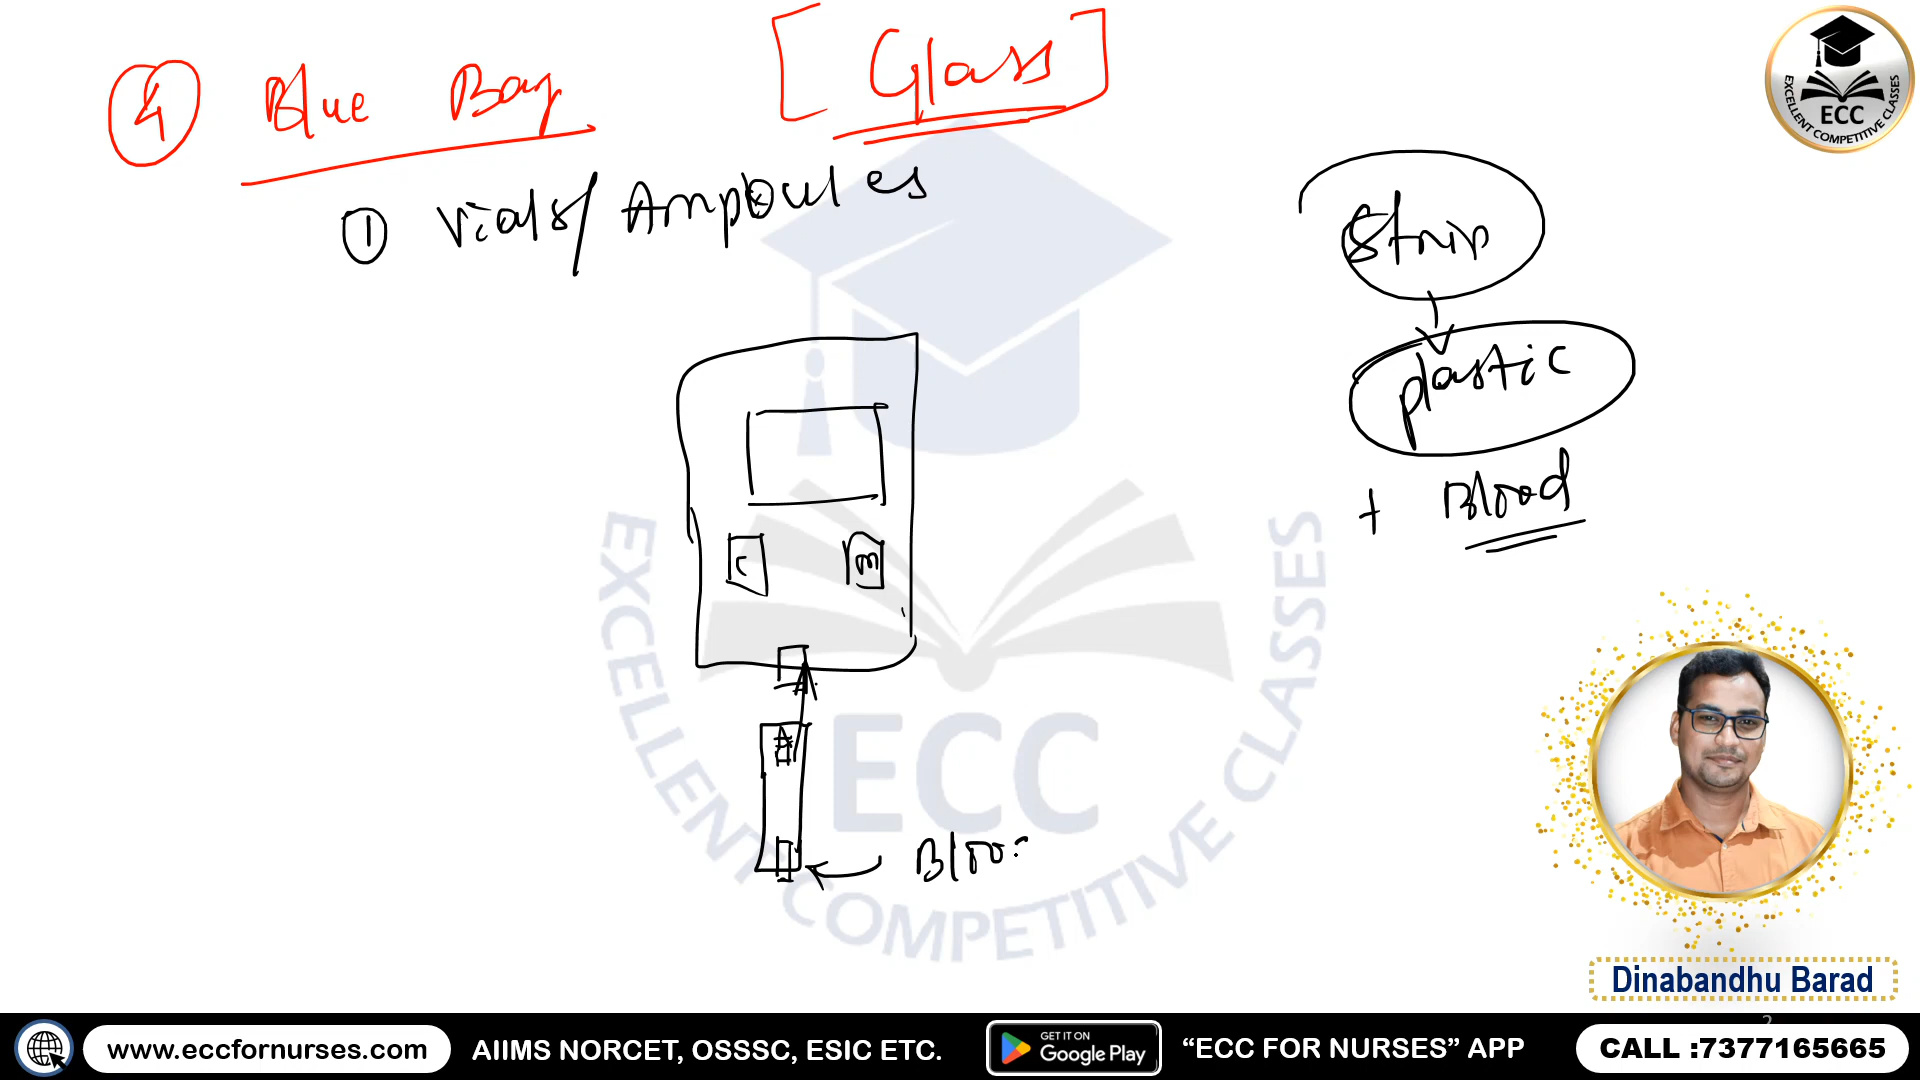 4 Blue Bag [Glass]
1 Vials/Ampoules
Strip
plastic
+ Blood
C
m
Bloo
EXCELLENT COMPETITIVE CLASSES
ECC
EXCELLENT COMPETITIVE CLASSES
ECC
Dinabandhu Barad
2
www.eccfornurses.com
AIIMS NORCET, OSSSC, ESIC ETC.
GET IT ON
Google Play
“ECC FOR NURSES” APP
CALL :7377165665